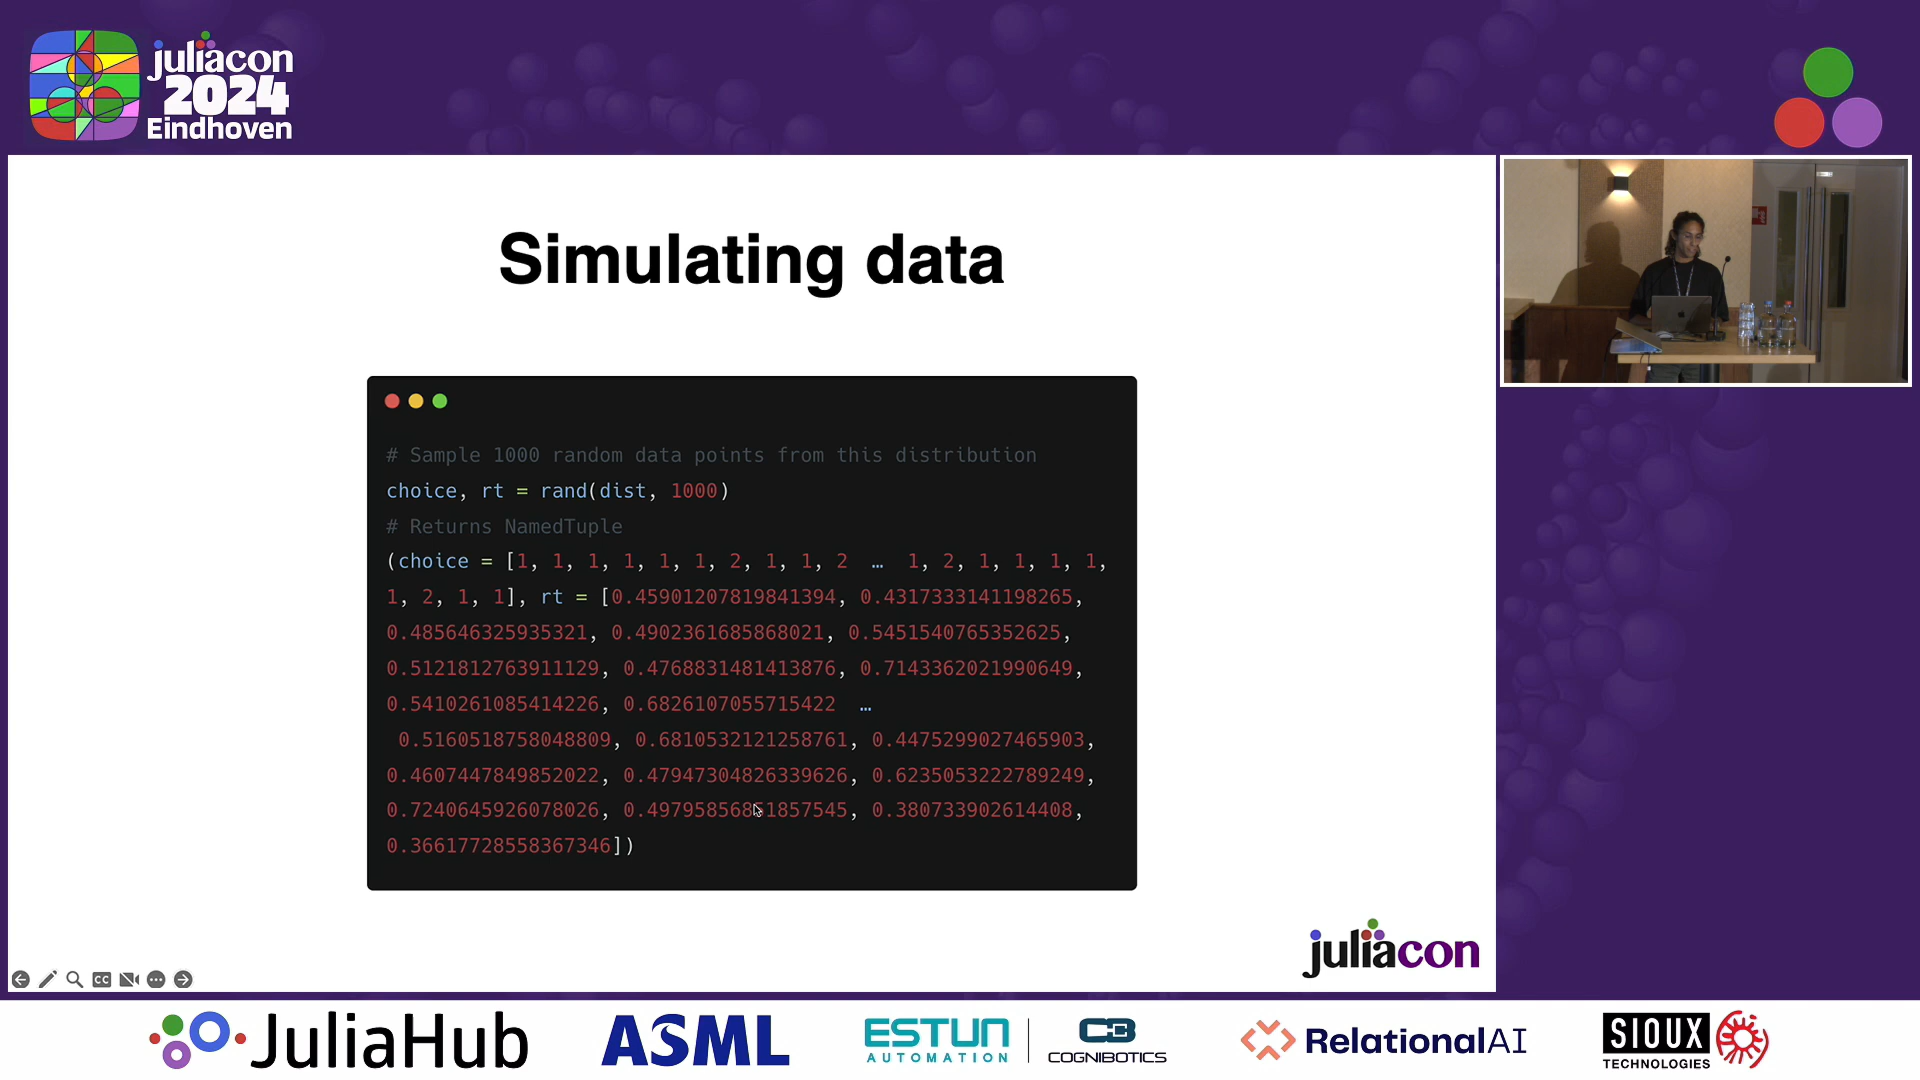 juliacon
2024
Eindhoven
Simulating data
# Sample 1000 random data points from this distribution
choice, rt = rand(dist, 1000)
# Returns NamedTuple
(choice = [1, 1, 1, 1, 1, 1, 2, 1, 1, 2 … 1, 2, 1, 1, 1, 1,
1, 2, 1, 1], rt = [0.45901207819841394, 0.4317333141198265,
0.485646325935321, 0.4902361685868021, 0.5451540765352625,
0.5121812763911129, 0.4768831481413876, 0.7143362021990649,
0.5410261085414226, 0.6826107055715422 …
0.5160518758048809, 0.6810532121258761, 0.4475299027465903,
0.4607447849852022, 0.47947304826339626, 0.6235053222789249,
0.7240645926078026, 0.380733902614408,
0.36617728558367346])
juliacon
CC
JuliaHub
ASML
ESTUN
AUTOMATION
COGNIBOTICS
RelationalAI
SIOUX
TECHNOLOGIES